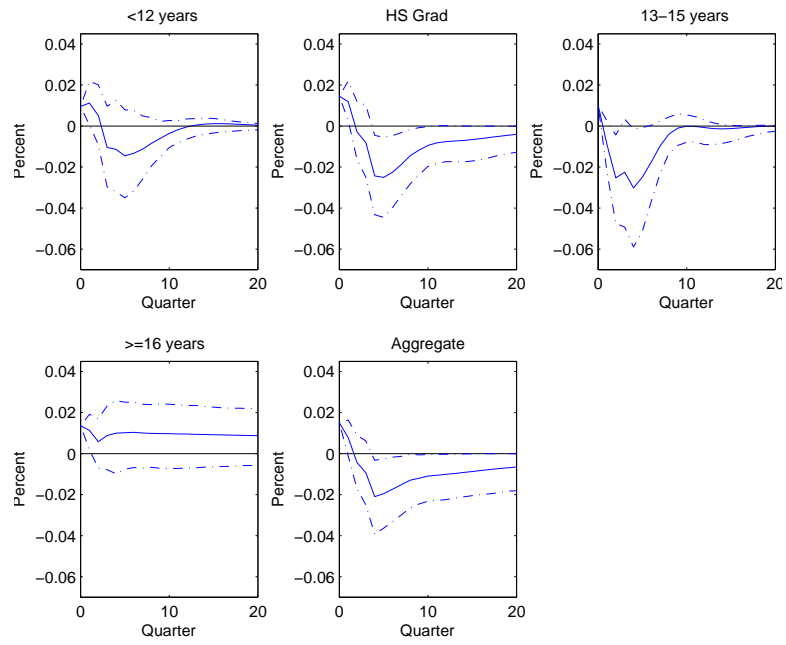 <12 years
0.04
0.02
0
−0.02
−0.04
−0.06
Percent
0 10 20
Quarter
HS Grad
0.04
0.02
0
−0.02
−0.04
−0.06
Percent
0 10 20
Quarter
13−15 years
0.04
0.02
0
−0.02
−0.04
−0.06
Percent
0 10 20
Quarter
>=16 years
0.04
0.02
0
−0.02
−0.04
−0.06
Percent
0 10 20
Quarter
Aggregate
0.04
0.02
0
−0.02
−0.04
−0.06
Percent
0 10 20
Quarter